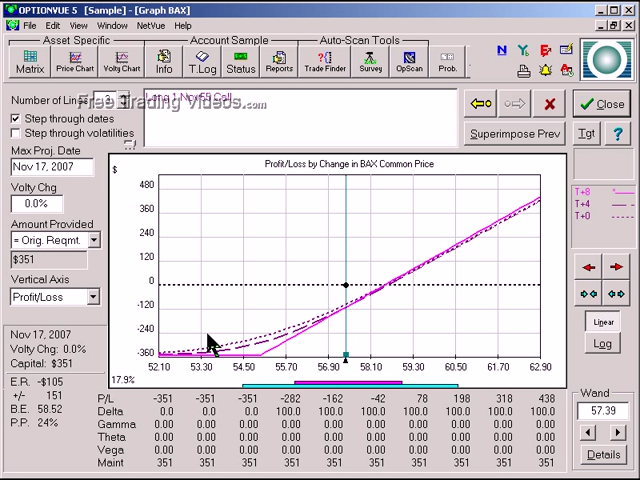 OPTIONVUE 5 [Sample] - [Graph BAX]
File Edit View Window NetVue Help
Asset Specific Account Sample Auto-Scan Tools
Matrix Price Chart Volty Chart Info T.Log Status Reports Trade Finder Survey OpScan Prob.
Number of Lines 3
Long 1 Nov55 Call
Free Trading Videos.com
Step through dates
Step through volatilities
Close
Superimpose Prev
Tgt
?
Max Proj. Date
Nov 17, 2007
Volty Chg
0.0%
Amount Provided
= Orig. Reqmt.
$351
Vertical Axis
Profit/Loss
Profit/Loss by Change in BAX Common Price
$
480
360
240
120
0
-120
-240
-360
52.10 53.30 54.50 55.70 56.90 58.10 59.30 60.50 61.70 62.90
17.9%
T+8
T+4
T+0
Linear
Log
Nov 17, 2007
Volty Chg: 0.0%
Capital: $351
E.R. -$105
+/- 151
B.E. 58.52
P.P. 24%
P/L -351 -351 -351 -282 -162 -42 78 198 318 438
Delta 0.0 0.0 0.0 100.0 100.0 100.0 100.0 100.0 100.0 100.0
Gamma 0.00 0.00 0.00 0.00 0.00 0.00 0.00 0.00 0.00 0.00
Theta 0.00 0.00 0.00 0.00 0.00 0.00 0.00 0.00 0.00 0.00
Vega 0.00 0.00 0.00 0.00 0.00 0.00 0.00 0.00 0.00 0.00
Maint 351 351 351 351 351 351 351 351 351 351
Wand
57.39
Details